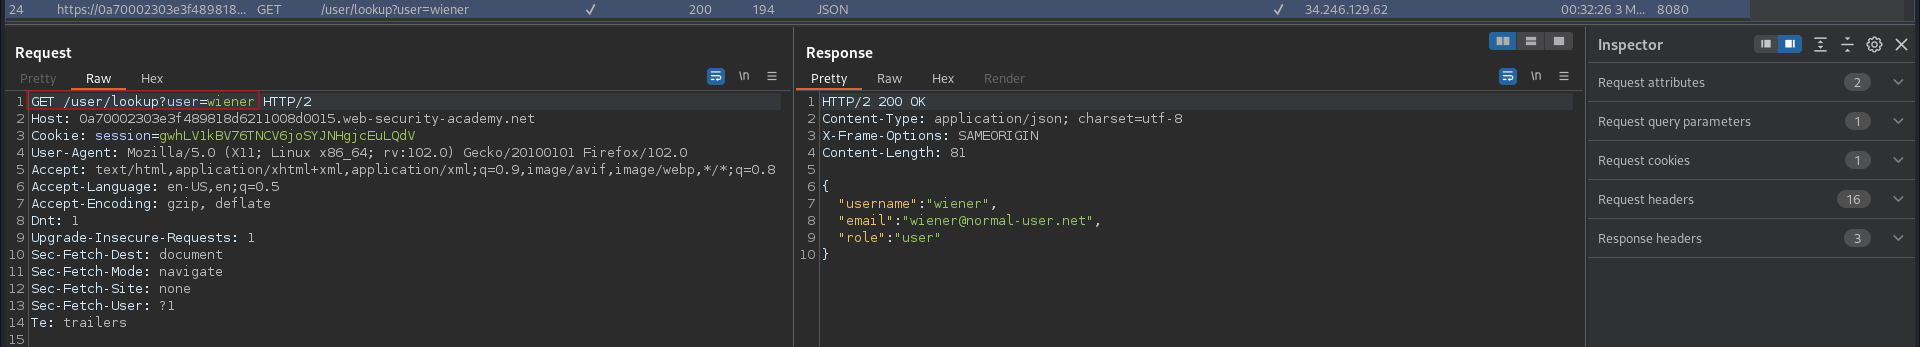 24 https://0a70002303e3f489818... GET /user/lookup?user=wiener ✓ 200 194 JSON ✓ 34.246.129.62 00:32:26 3 M... 8080
Request
Pretty Raw Hex \n
1 GET /user/lookup?user=wiener HTTP/2
2 Host: 0a70002303e3f489818d6211008d0015.web-security-academy.net
3 Cookie: session=gwhLV1kBV76TNCV6joSYJNHgjcEuLQdV
4 User-Agent: Mozilla/5.0 (X11; Linux x86_64; rv:102.0) Gecko/20100101 Firefox/102.0
5 Accept: text/html,application/xhtml+xml,application/xml;q=0.9,image/avif,image/webp,*/*;q=0.8
6 Accept-Language: en-US,en;q=0.5
7 Accept-Encoding: gzip, deflate
8 Dnt: 1
9 Upgrade-Insecure-Requests: 1
10 Sec-Fetch-Dest: document
11 Sec-Fetch-Mode: navigate
12 Sec-Fetch-Site: none
13 Sec-Fetch-User: ?1
14 Te: trailers
15
Response
Pretty Raw Hex Render \n
1 HTTP/2 200 OK
2 Content-Type: application/json; charset=utf-8
3 X-Frame-Options: SAMEORIGIN
4 Content-Length: 81
5
6 {
7 "username":"wiener",
8 "email":"wiener@normal-user.net",
9 "role":"user"
10 }
Inspector
Request attributes 2
Request query parameters 1
Request cookies 1
Request headers 16
Response headers 3